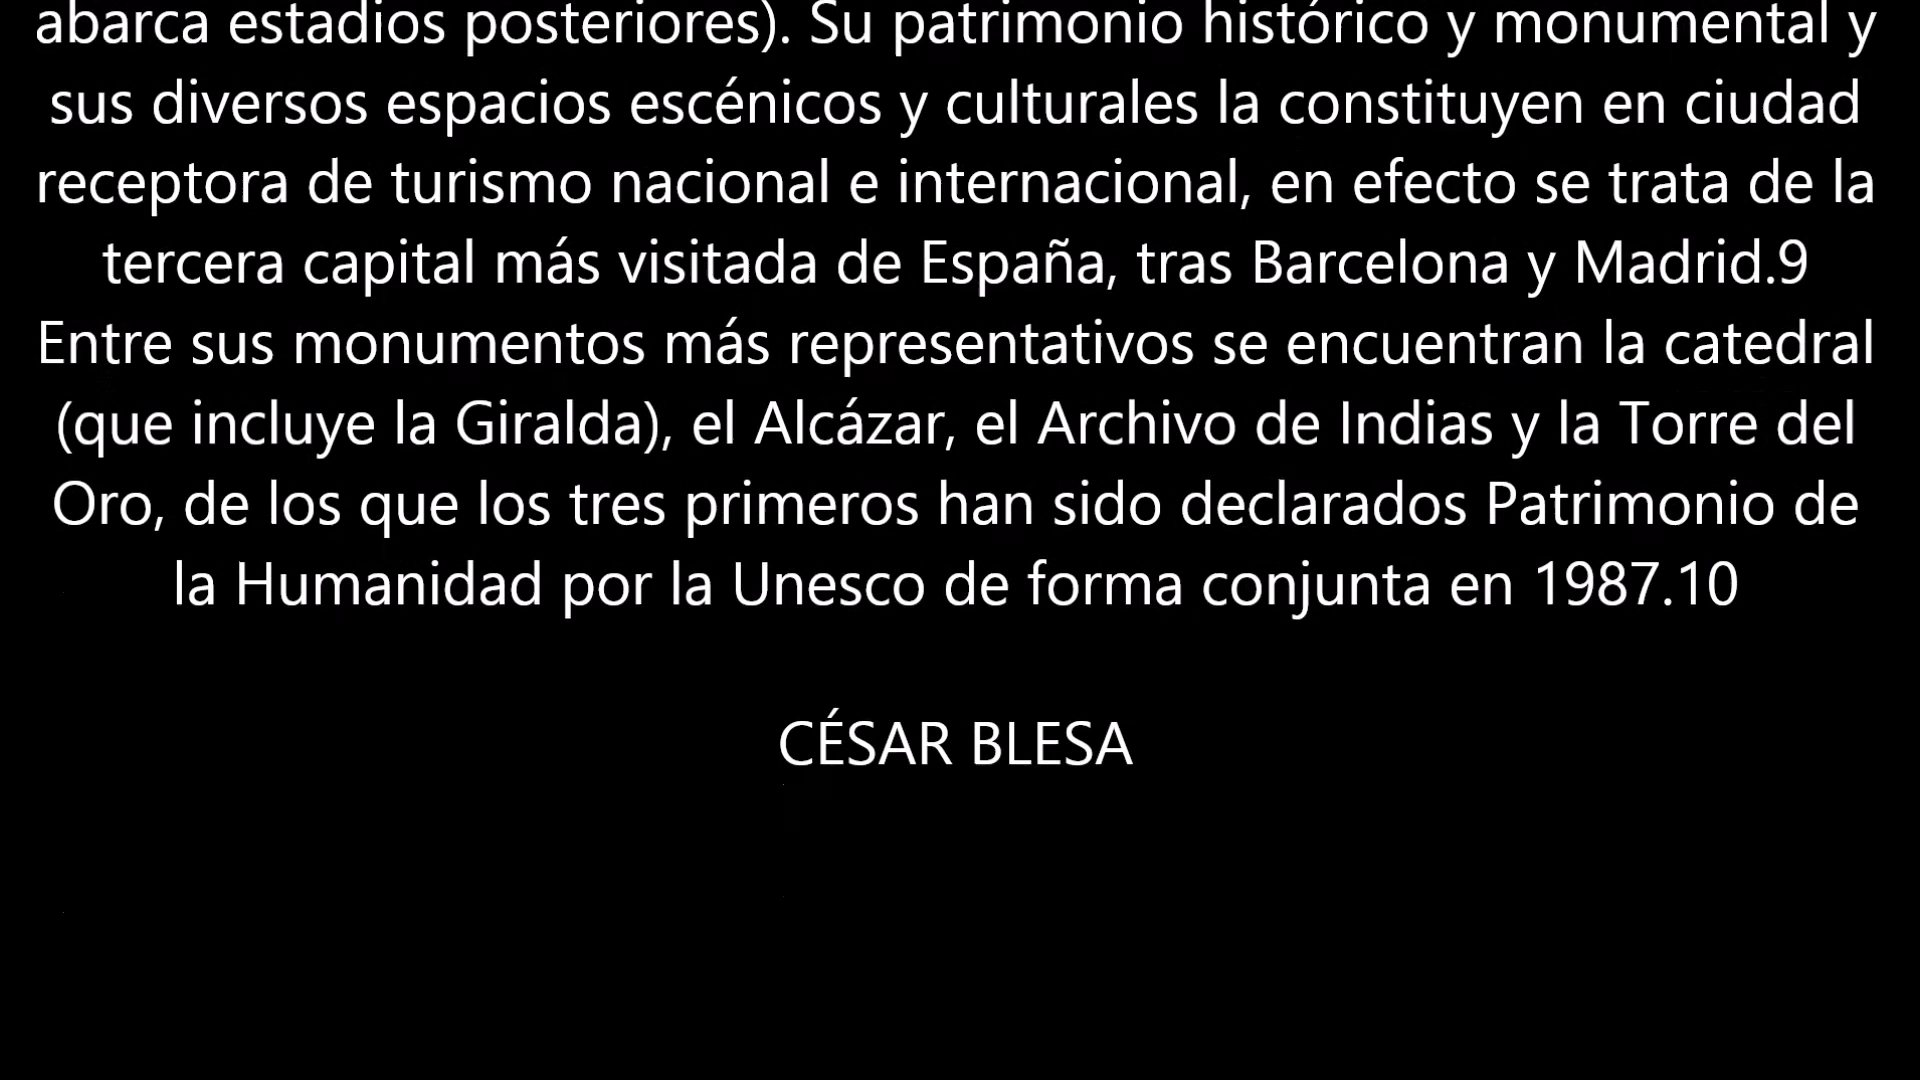 abarca estadios posteriores). Su patrimonio histórico y monumental y
sus diversos espacios escénicos y culturales la constituyen en ciudad
receptora de turismo nacional e internacional, en efecto se trata de la
tercera capital más visitada de España, tras Barcelona y Madrid.9
Entre sus monumentos más representativos se encuentran la catedral
(que incluye la Giralda), el Alcázar, el Archivo de Indias y la Torre del
Oro, de los que los tres primeros han sido declarados Patrimonio de
la Humanidad por la Unesco de forma conjunta en 1987.10
CÉSAR BLESA